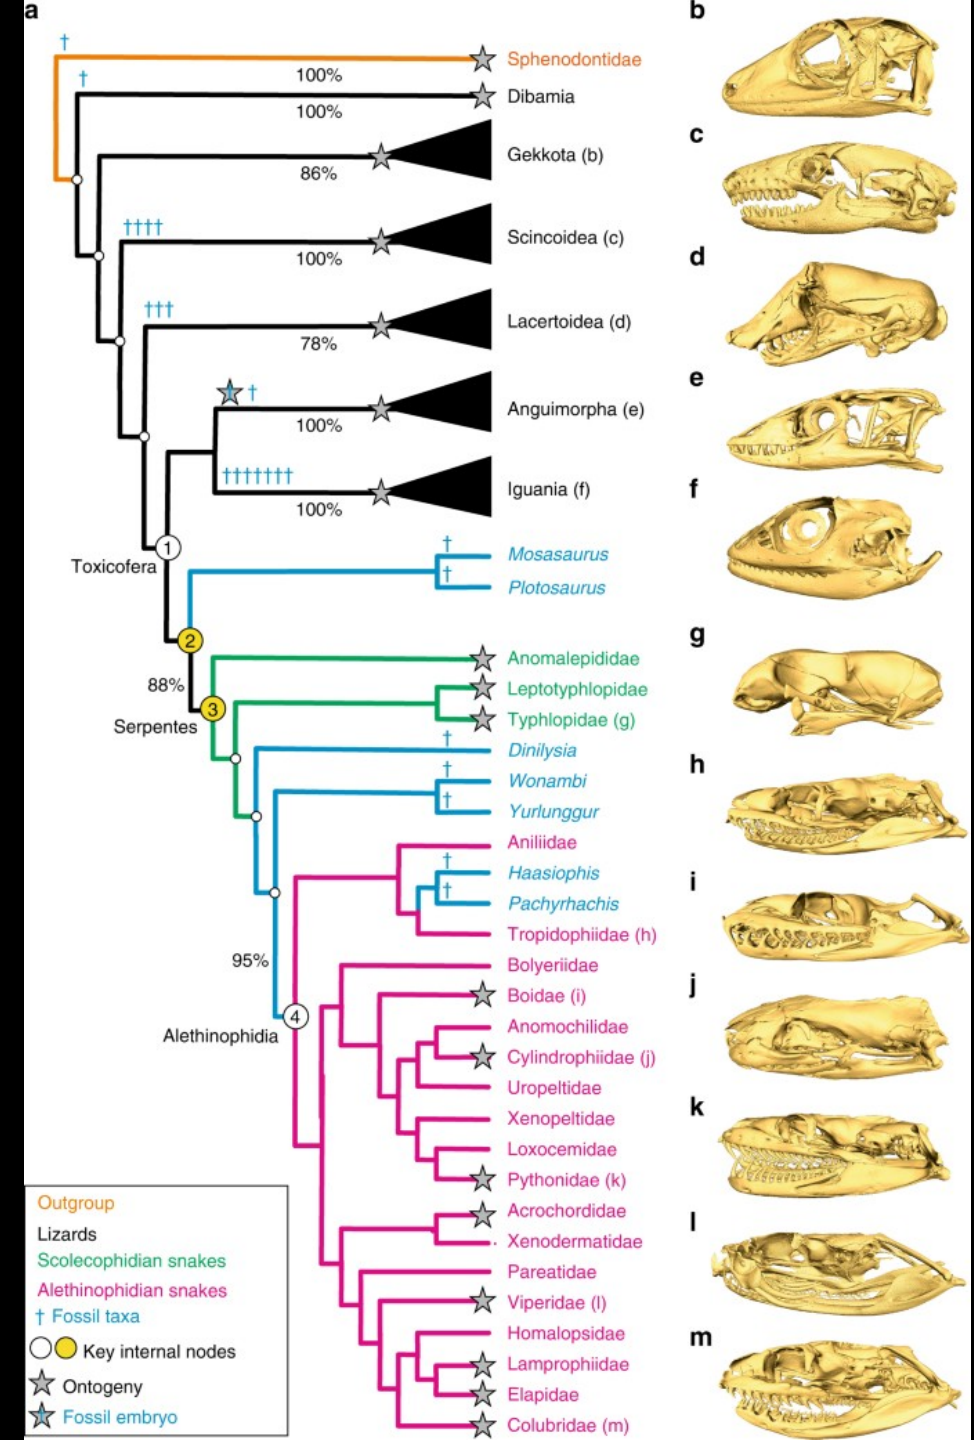 a
†
Sphenodontidae
100%
†
Dibamia
100%
Gekkota (b)
86%
††††
Scincoidea (c)
100%
†††
Lacertoidea (d)
78%
†
Anguimorpha (e)
100%
†††††††
Iguania (f)
100%
1
Toxicofera
†
Mosasaurus
†
Plotosaurus
2
88%
3
Serpentes
Anomalepididae
Leptotyphlopidae
Typhlopidae (g)
†
Dinilysia
†
Wonambi
†
Yurlunggur
Aniliidae
†
Haasiophis
†
Pachyrhachis
Tropidophiidae (h)
95%
4
Alethinophidia
Bolyeriidae
Boidae (i)
Anomochilidae
Cylindrophiidae (j)
Uropeltidae
Xenopeltidae
Loxocemidae
Pythonidae (k)
Acrochordidae
Xenodermatidae
Pareatidae
Viperidae (l)
Homalopsidae
Lamprophiidae
Elapidae
Colubridae (m)
Outgroup
Lizards
Scolecophidian snakes
Alethinophidian snakes
† Fossil taxa
Key internal nodes
Ontogeny
Fossil embryo
b
c
d
e
f
g
h
i
j
k
l
m